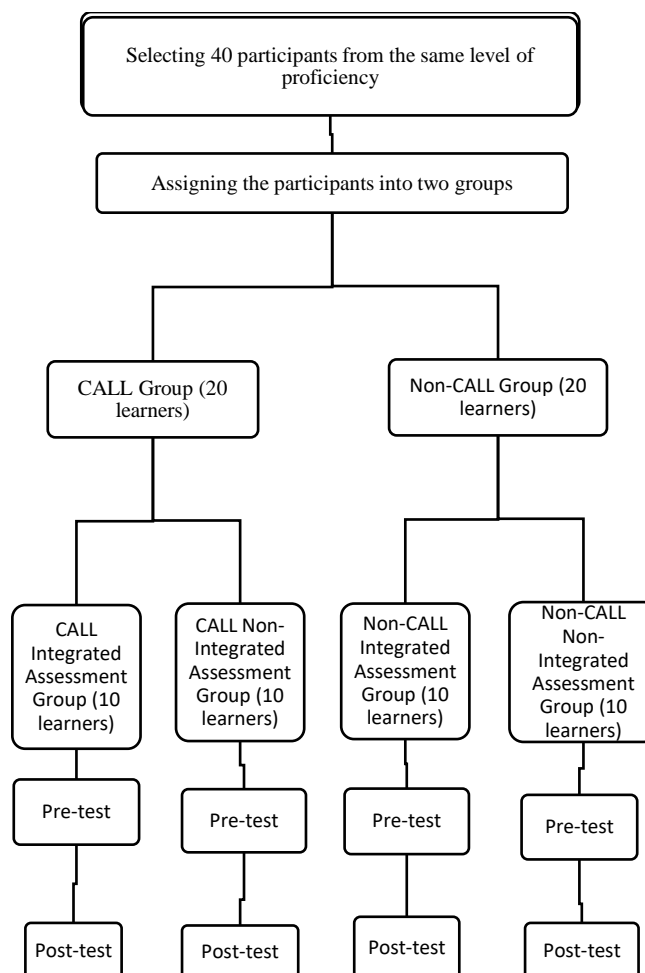 Selecting 40 participants from the same level of
proficiency
Assigning the participants into two groups
CALL Group (20
learners)
Non-CALL Group (20
learners)
CALL
Integrated
Assessment
Group (10
learners)
CALL Non-
Integrated
Assessment
Group (10
learners)
Non-CALL
Integrated
Assessment
Group (10
learners)
Non-CALL
Non-
Integrated
Assessment
Group (10
learners)
Pre-test
Pre-test
Pre-test
Pre-test
Post-test
Post-test
Post-test
Post-test